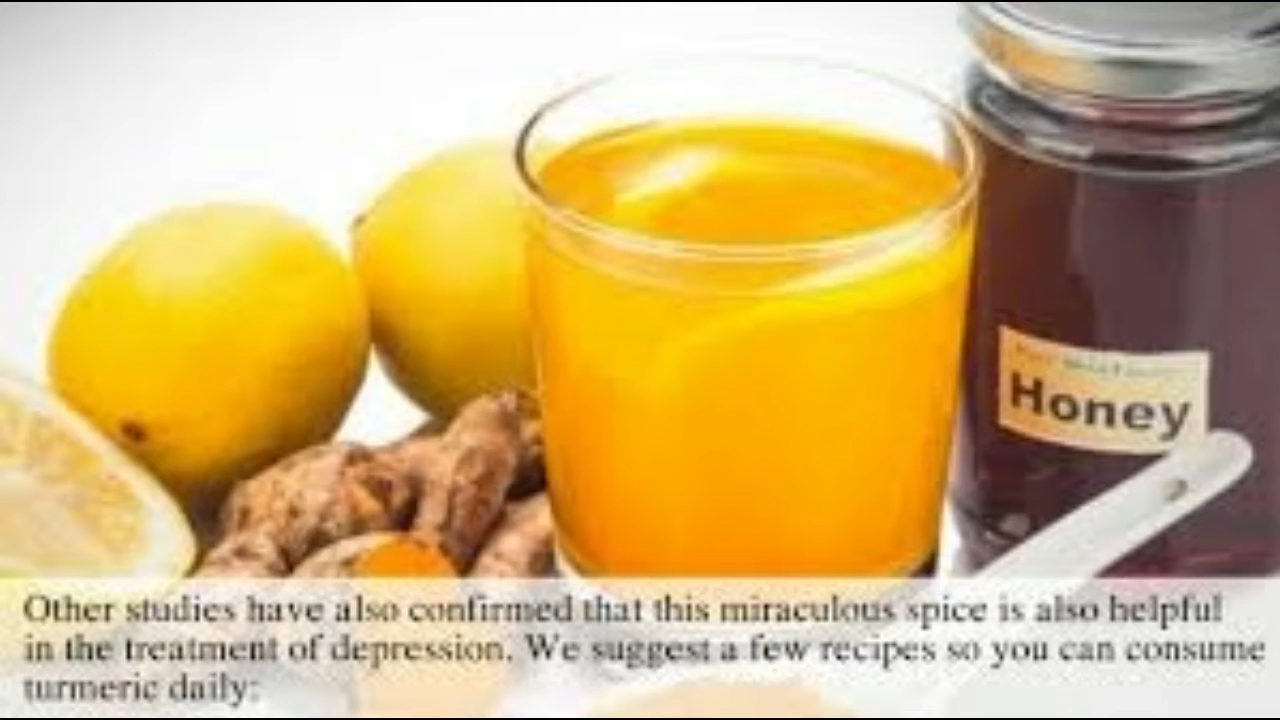 Honey
Other studies have also confirmed that this miraculous spice is also helpful
in the treatment of depression. We suggest a few recipes so you can consume
turmeric daily: